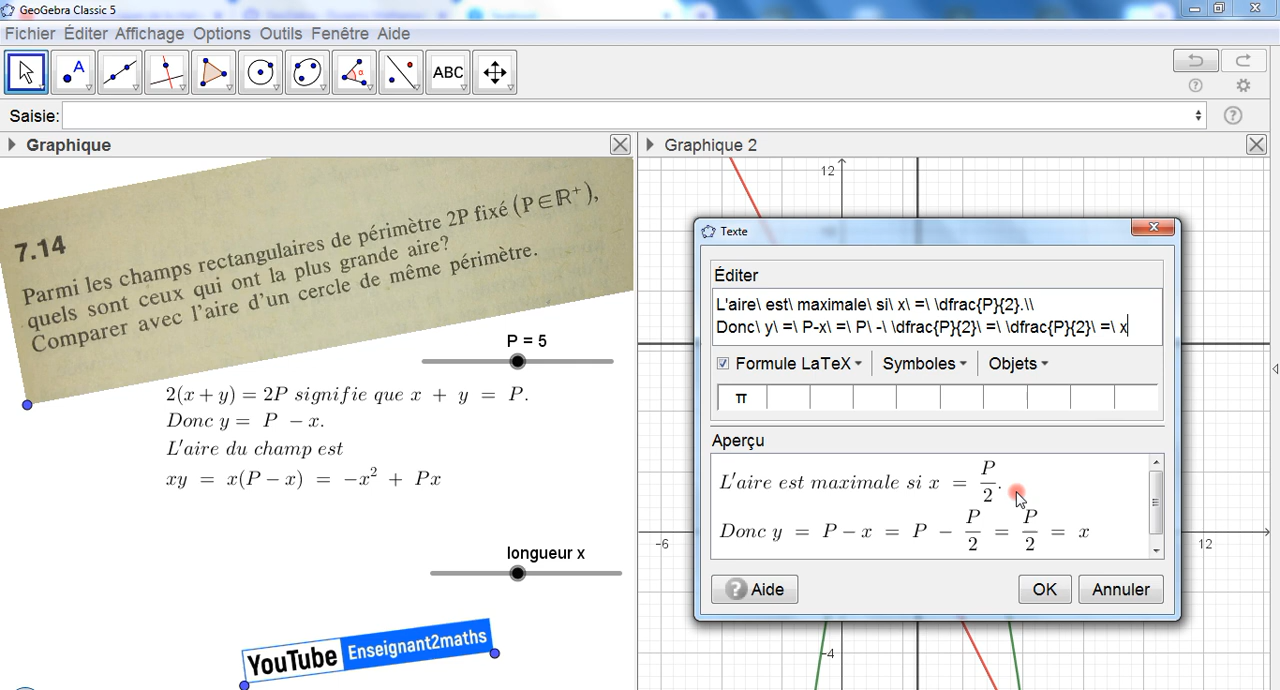 GeoGebra Classic 5
Fichier Éditer Affichage Options Outils Fenêtre Aide
A
ABC
Saisie:
Graphique
7.14
Parmi les champs rectangulaires de périmètre 2P fixé (P∈ℝ⁺),
quels sont ceux qui ont la plus grande aire?
Comparer avec l'aire d'un cercle de même périmètre.
P = 5
2(x + y) = 2P signifie que x + y = P.
Donc y = P − x.
L'aire du champ est
xy = x(P − x) = −x² + Px
longueur x
YouTube Enseignant2maths
Graphique 2
12
-6
12
-4
Texte
Éditer
L'aire\ est\ maximale\ si\ x\ =\ \dfrac{P}{2}.\\
Donc\ y\ =\ P-x\ =\ P\ -\ \dfrac{P}{2}\ =\ \dfrac{P}{2}\ =\ x
Formule LaTeX Symboles Objets
π
Aperçu
L'aire est maximale si x = P/2.
Donc y = P − x = P − P/2 = P/2 = x
Aide OK Annuler